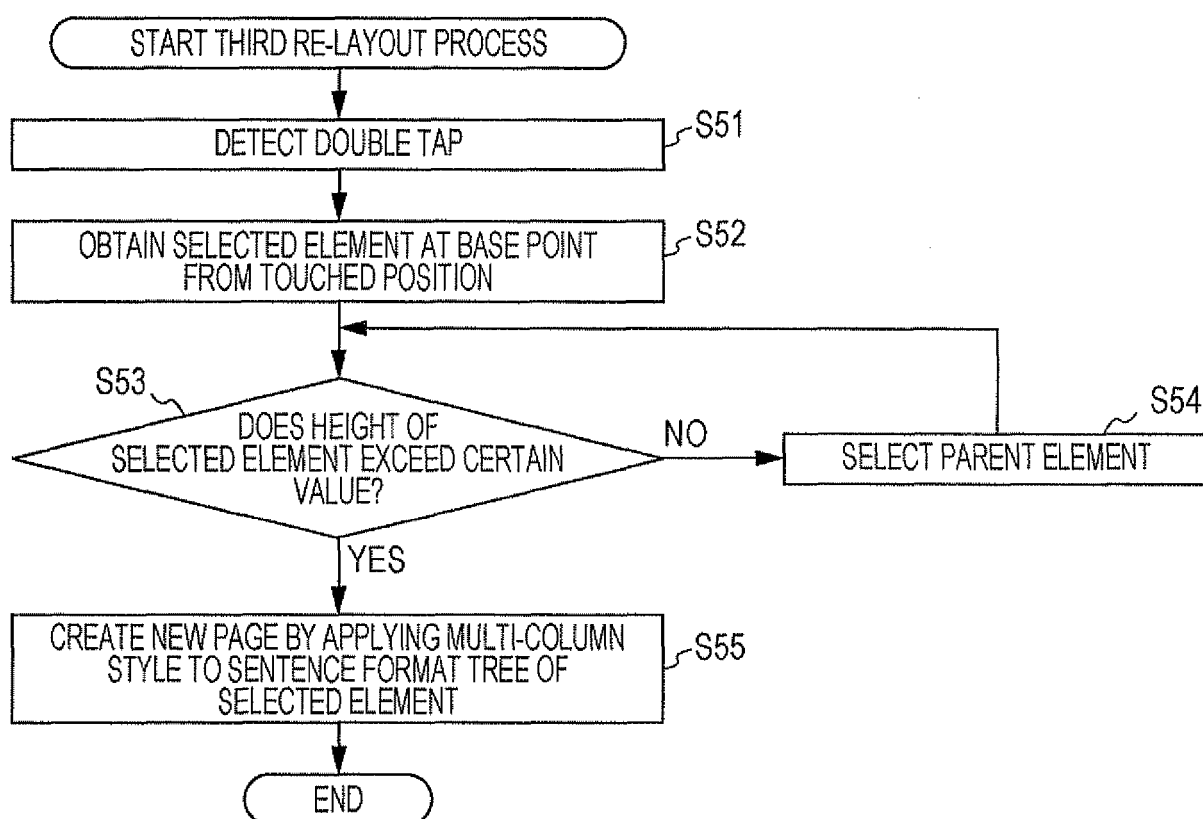 START THIRD RE-LAYOUT PROCESS
S51
DETECT DOUBLE TAP
S52
OBTAIN SELECTED ELEMENT AT BASE POINT
FROM TOUCHED POSITION
S53
DOES HEIGHT OF
SELECTED ELEMENT EXCEED CERTAIN
VALUE?
NO
S54
SELECT PARENT ELEMENT
YES
CREATE NEW PAGE BY APPLYING MULTI-COLUMN
STYLE TO SENTENCE FORMAT TREE OF
SELECTED ELEMENT
S55
END